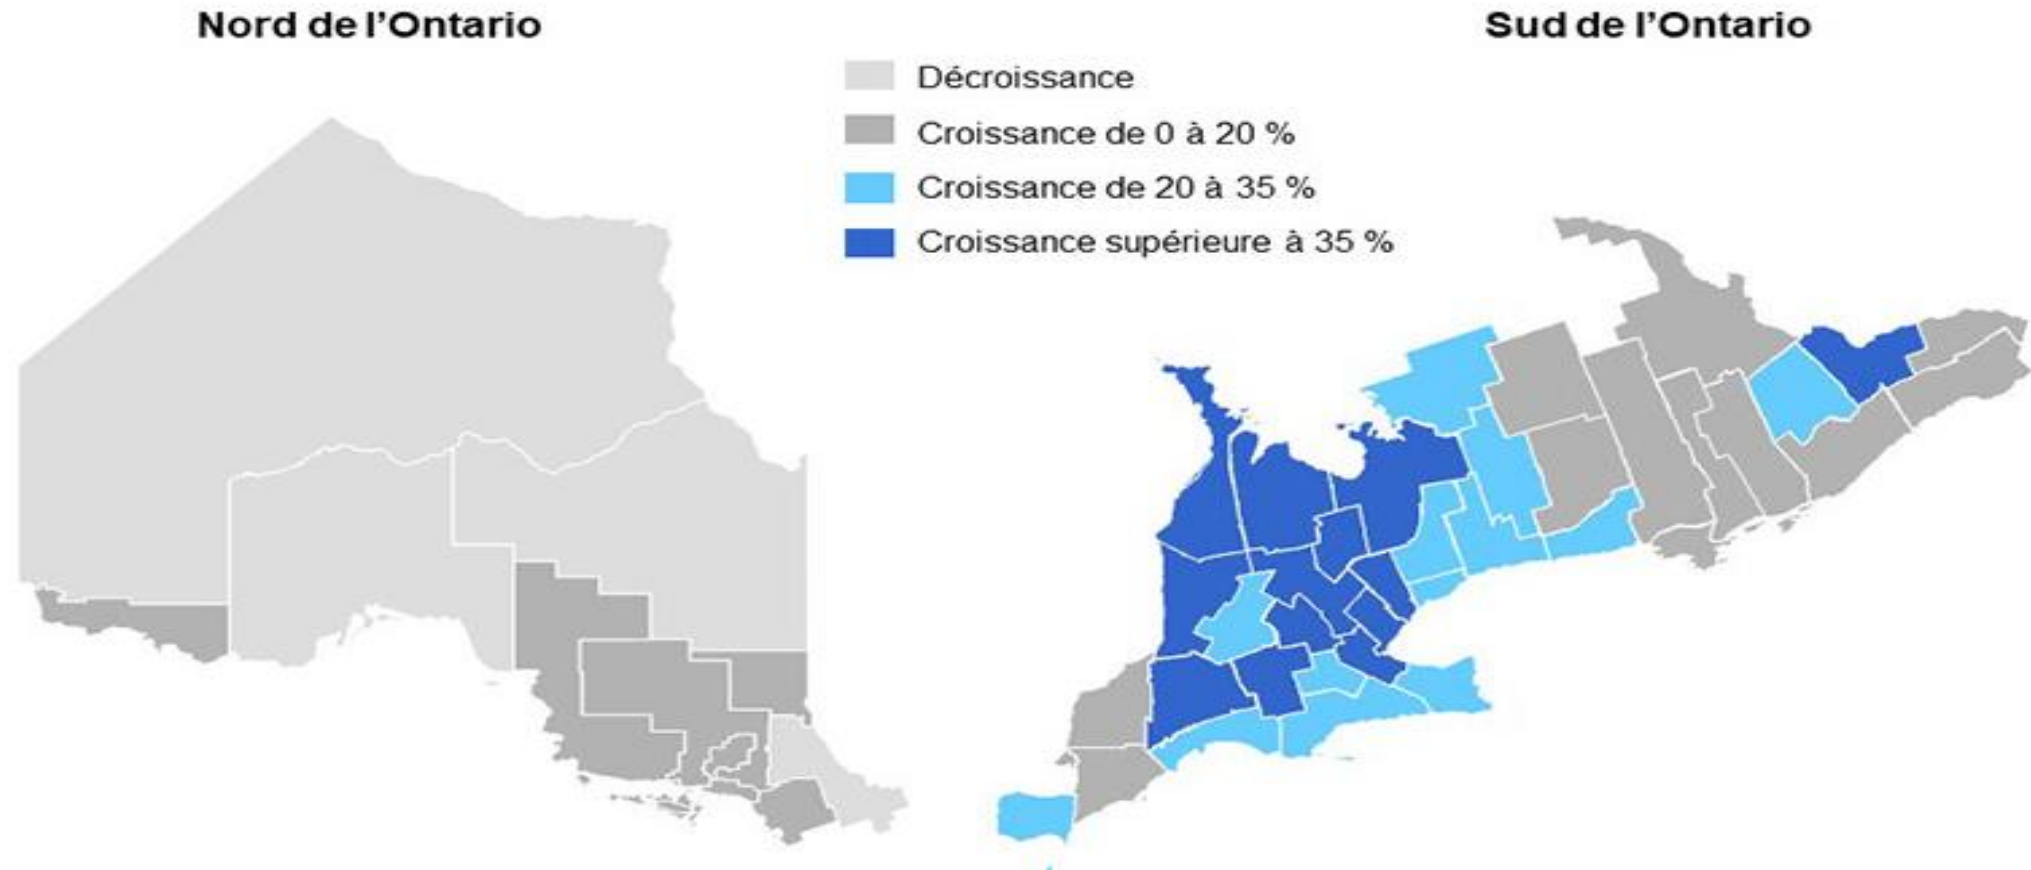 Nord de l'Ontario
Sud de l'Ontario
Décroissance
Croissance de 0 à 20 %
Croissance de 20 à 35 %
Croissance supérieure à 35 %